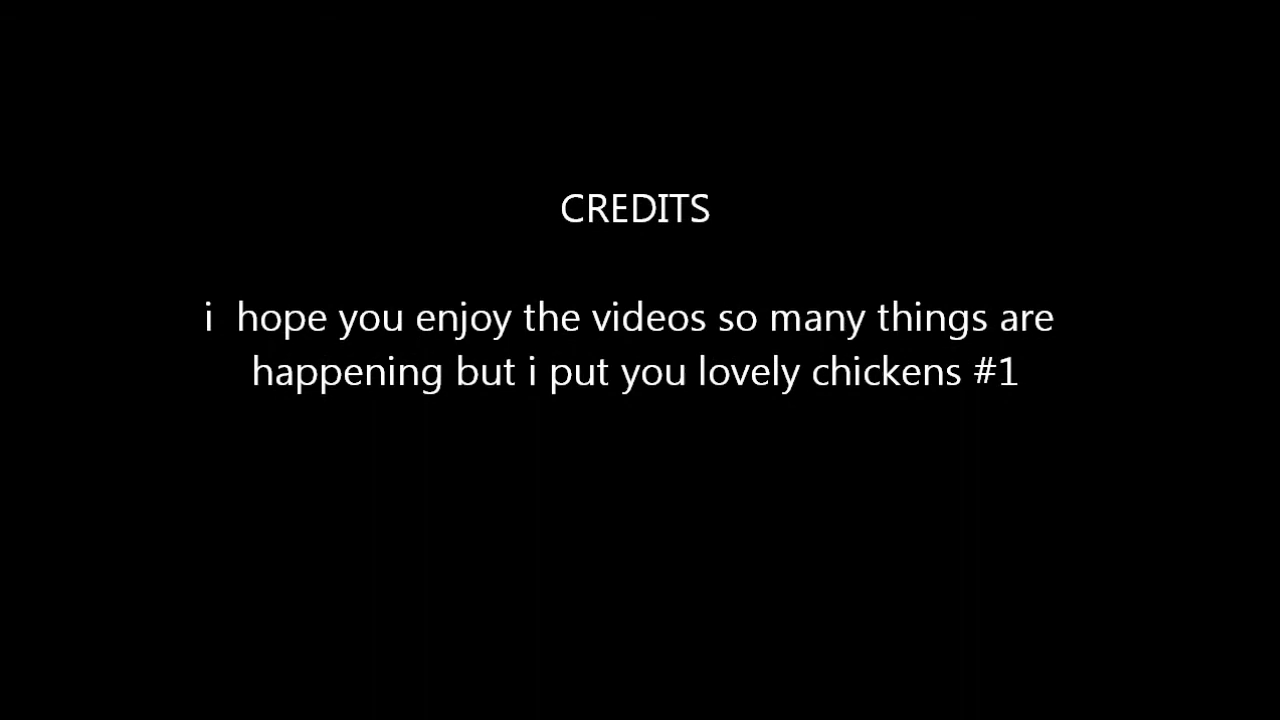 CREDITS
i  hope you enjoy the videos so many things are
happening but i put you lovely chickens #1